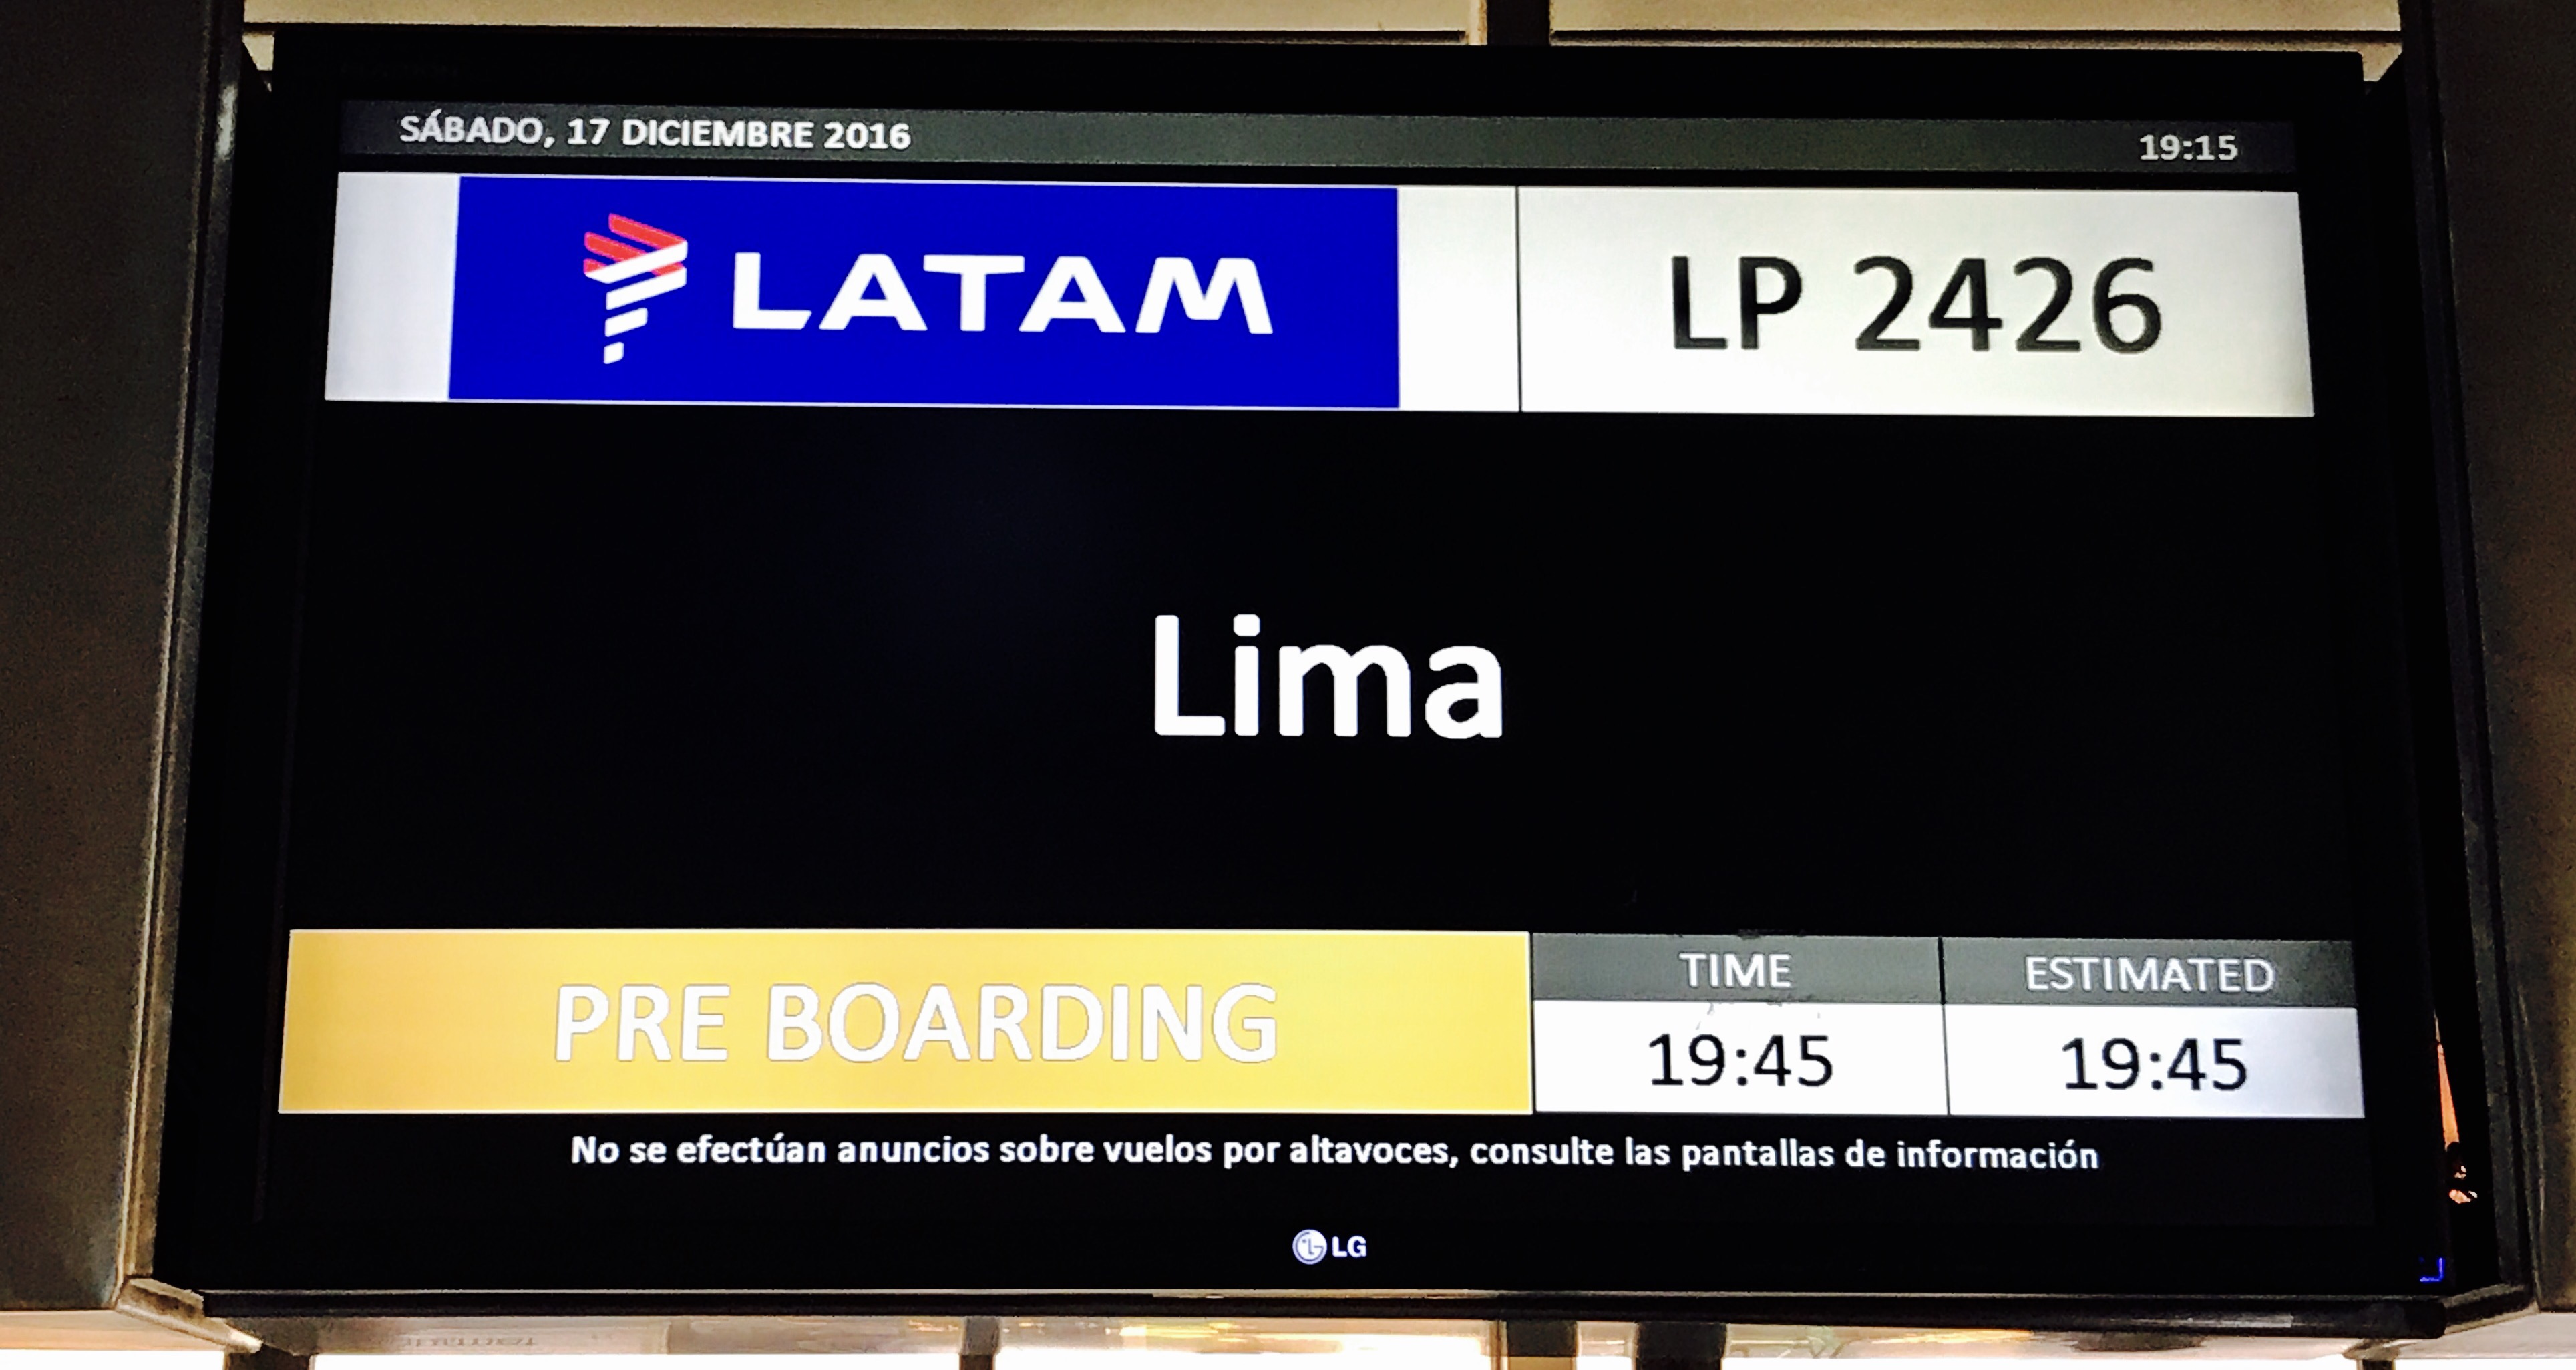 SÁBADO, 17 DICIEMBRE 2016 19:15
LATAM LP 2426
Lima
PRE BOARDING
TIME ESTIMATED
19:45 19:45
No se efectúan anuncios sobre vuelos por altavoces, consulte las pantallas de información
LG